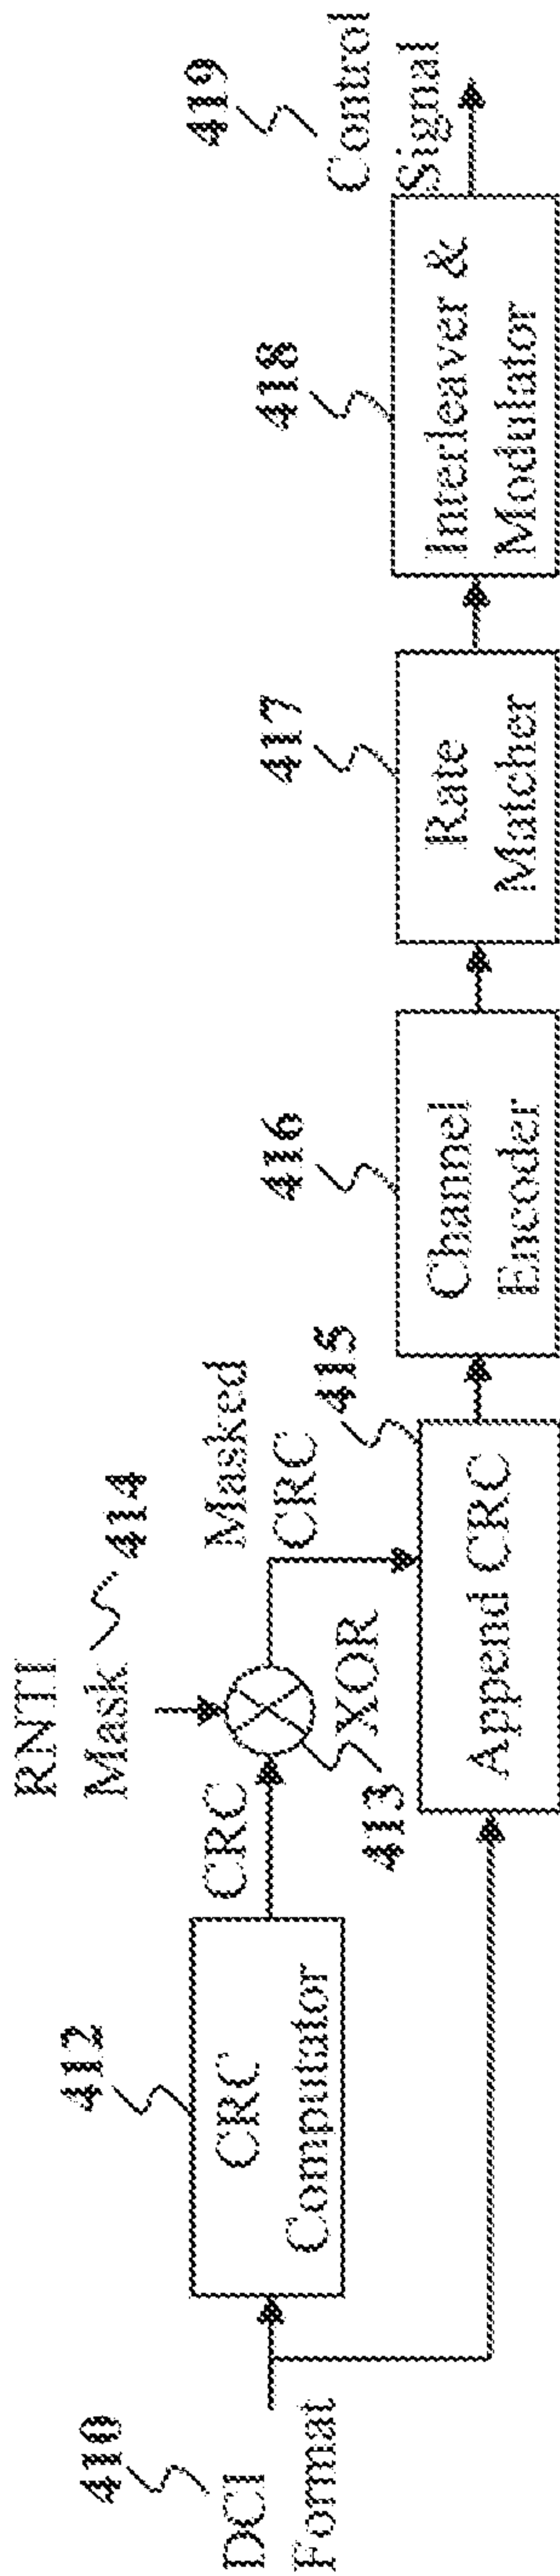 410
DCI
Format
412
CRC
Computator
CRC
RNTI
Mask
414
413
XOR
Masked
CRC
415
Append CRC
416
Channel
Encoder
417
Rate
Matcher
418
Interleaver &
Modulator
419
Control
Signal